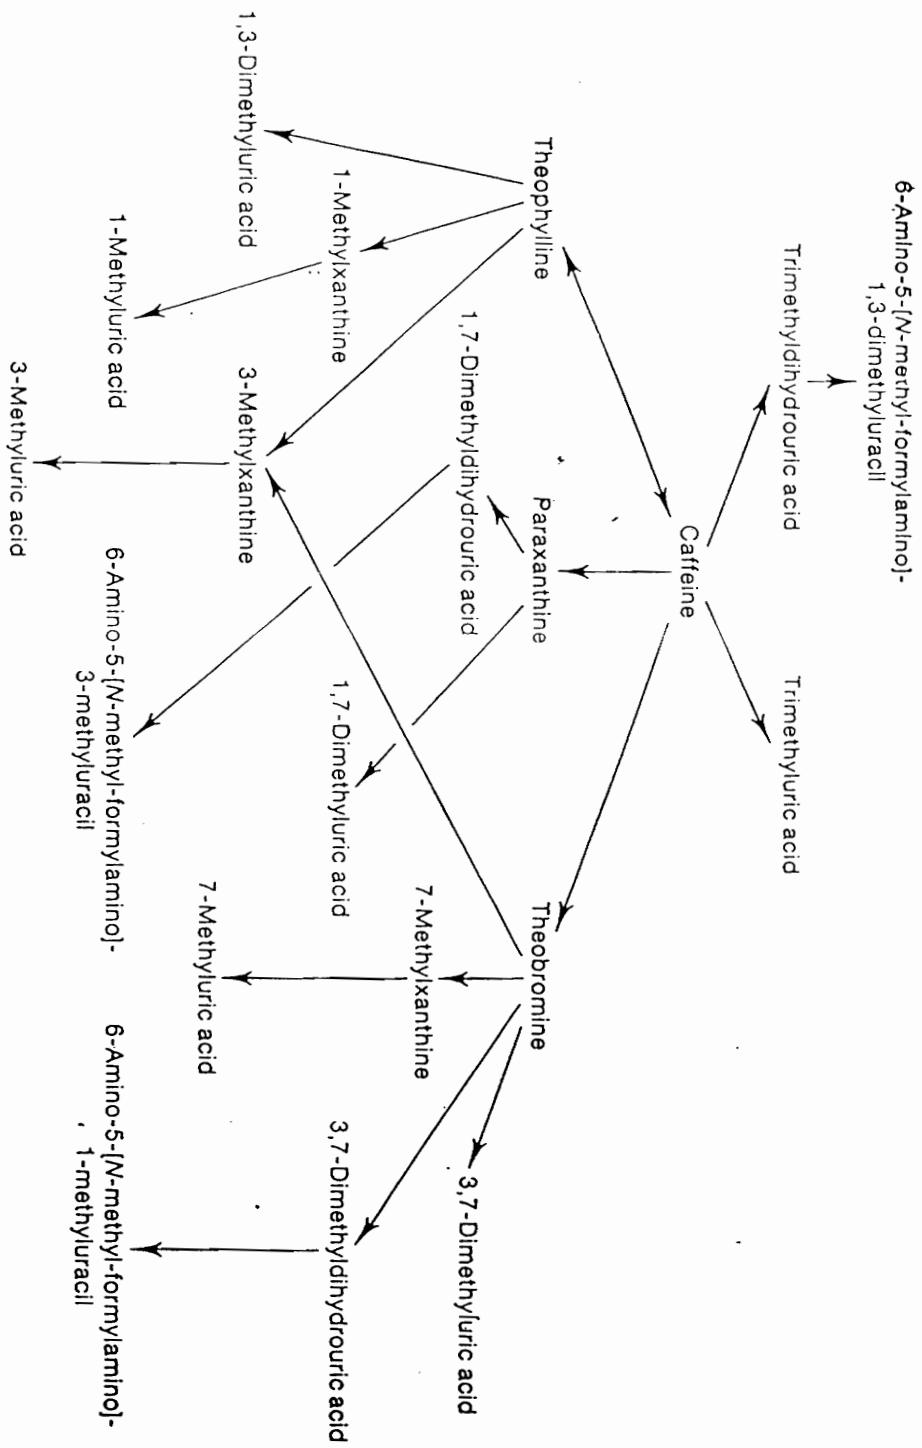 6-Amino-5-[N-methyl-formylamino]-
1,3-dimethyluracil
Trimethyldihydrouric acid
Trimethyluric acid
Caffeine
Theophylline
Paraxanthine
Theobromine
1,7-Dimethyldihydrouric acid
3,7-Dimethyluric acid
7-Methylxanthine
1-Methylxanthine
1,7-Dimethyluric acid
3,7-Dimethyldihydrouric acid
1,3-Dimethyluric acid
3-Methylxanthine
7-Methyluric acid
1-Methyluric acid
6-Amino-5-[N-methyl-formylamino]-
3-methyluracil
6-Amino-5-[N-methyl-formylamino]-
1-methyluracil
3-Methyluric acid